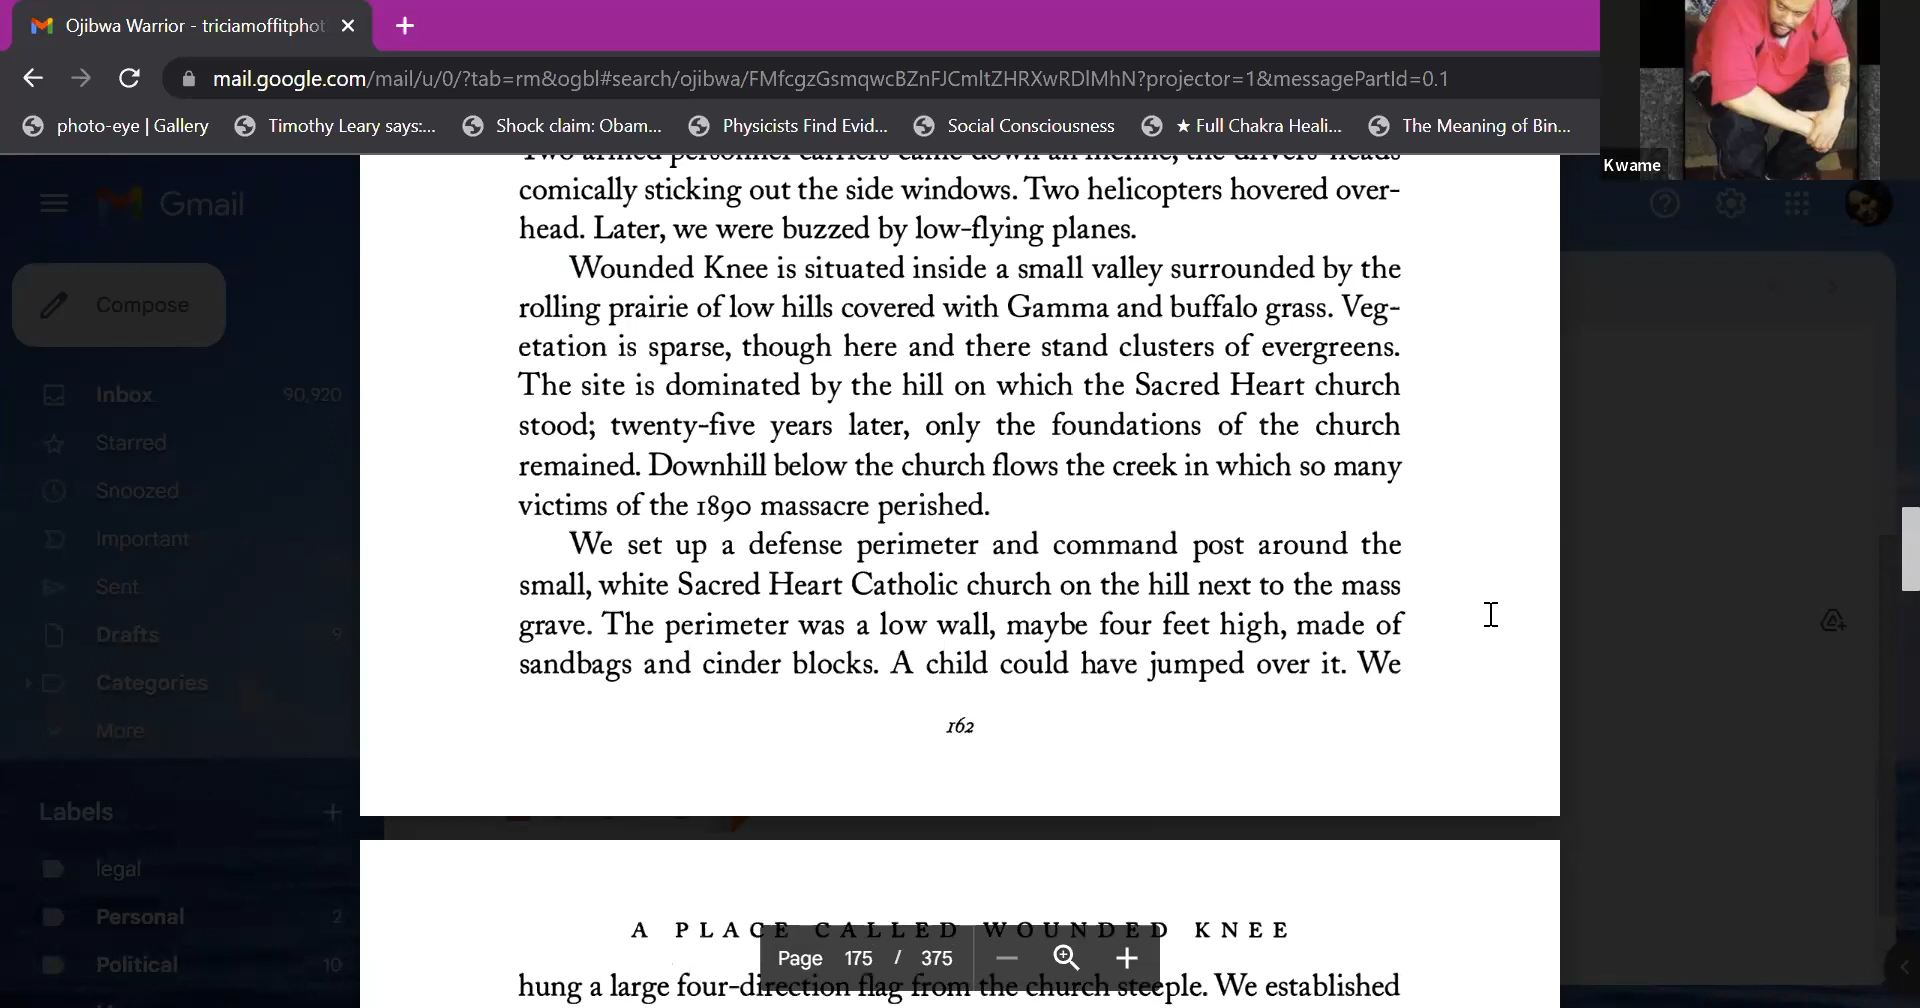 Ojibwa Warrior - triciamoffitphot
mail.google.com/mail/u/0/?tab=rm&ogbl#search/ojibwa/FMfcgzGsmqwcBZnFJCmltZHRXwRDlMhN?projector=1&messagePartId=0.1
photo-eye | Gallery
Timothy Leary says:...
Shock claim: Obam...
Physicists Find Evid...
Social Consciousness
★ Full Chakra Heali...
The Meaning of Bin...
Kwame
Gmail
Compose
Inbox 90,920
Starred
Snoozed
Important
Sent
Drafts 9
Categories
More
Labels
legal
Personal 2
Political 10
Two armed personnel carriers came down an incline, the drivers' heads
comically sticking out the side windows. Two helicopters hovered over-
head. Later, we were buzzed by low-flying planes.
Wounded Knee is situated inside a small valley surrounded by the
rolling prairie of low hills covered with Gamma and buffalo grass. Veg-
etation is sparse, though here and there stand clusters of evergreens.
The site is dominated by the hill on which the Sacred Heart church
stood; twenty-five years later, only the foundations of the church
remained. Downhill below the church flows the creek in which so many
victims of the 1890 massacre perished.
We set up a defense perimeter and command post around the
small, white Sacred Heart Catholic church on the hill next to the mass
grave. The perimeter was a low wall, maybe four feet high, made of
sandbags and cinder blocks. A child could have jumped over it. We
162
A PLACE CALLED WOUNDED KNEE
Page 175 / 375
hung a large four-direction flag from the church steeple. We established